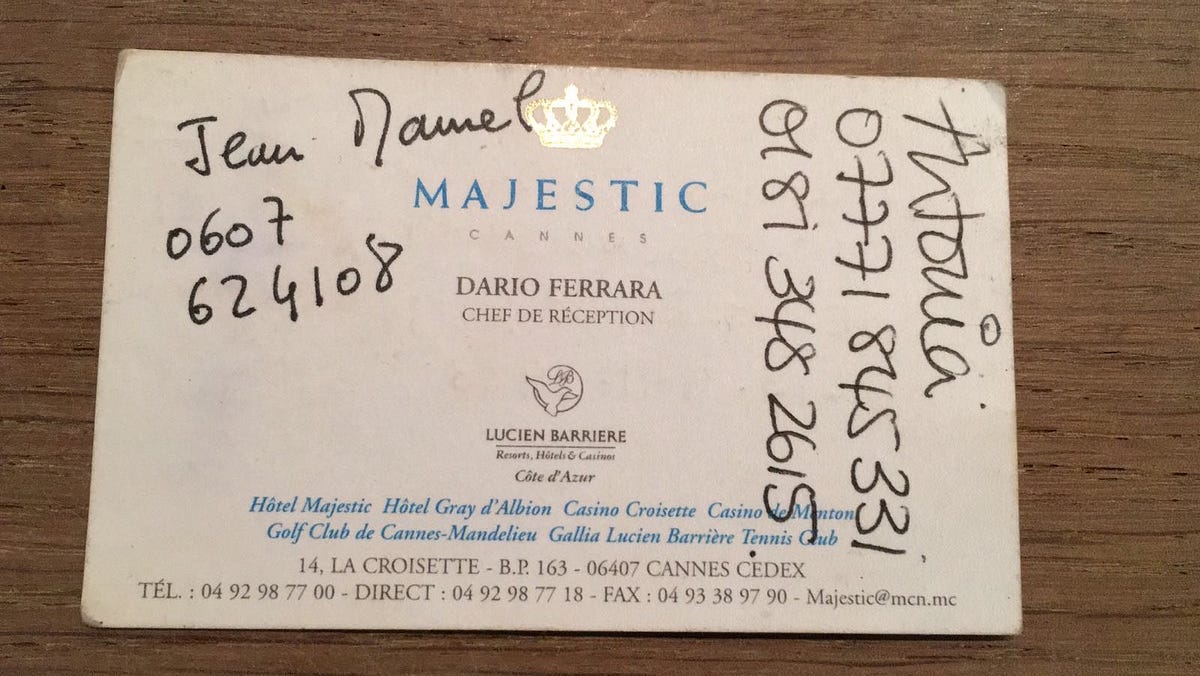 Jean Marcel
0607
624108
MAJESTIC
CANNES
DARIO FERRARA
CHEF DE RÉCEPTION
LB
LUCIEN BARRIERE
Resorts, Hôtels & Casinos
Côte d'Azur
Hôtel Majestic Hôtel Gray d'Albion Casino Croisette Casino de Menton
Golf Club de Cannes-Mandelieu Gallia Lucien Barrière Tennis Club
14, LA CROISETTE - B.P. 163 - 06407 CANNES CEDEX
TÉL. : 04 92 98 77 00 - DIRECT : 04 92 98 77 18 - FAX : 04 93 38 97 90 - Majestic@mcn.mc
Antonia
07771 845 331
0181 348 2615